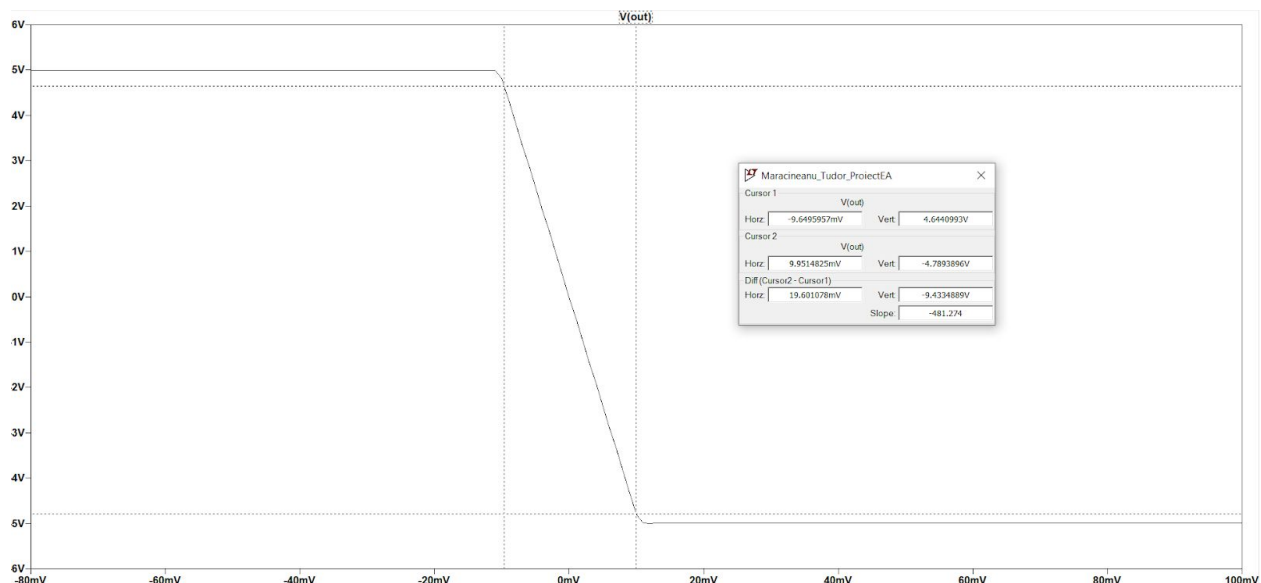 V(out)
6V
5V
4V
3V
2V
1V
0V
1V
2V
3V
4V
5V
6V
-80mV -60mV -40mV -20mV 0mV 20mV 40mV 60mV 80mV 100mV
Maracineanu_Tudor_ProiectEA
Cursor 1
V(out)
Horz: -9.6495957mV Vert: 4.6440993V
Cursor 2
V(out)
Horz: 9.9514825mV Vert: -4.7893896V
Diff (Cursor2 - Cursor1)
Horz: 19.601078mV Vert: -9.4334889V
Slope: -481.274